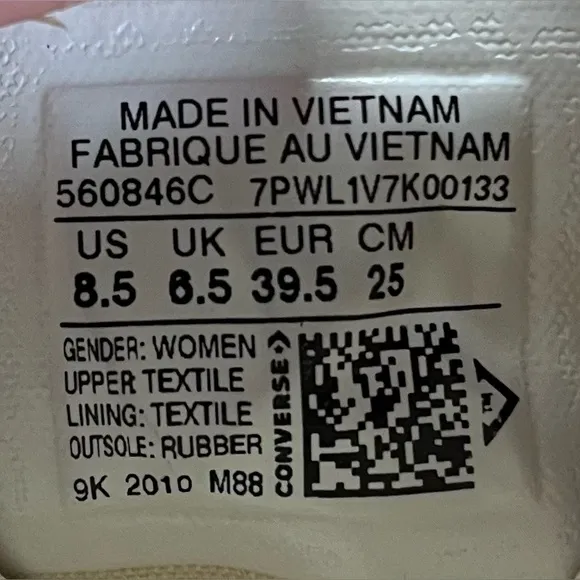 MADE IN VIETNAM
FABRIQUE AU VIETNAM
560846C 7PWL1V7K00133
US UK EUR CM
8.5 6.5 39.5 25
GENDER: WOMEN
UPPER TEXTILE
LINING: TEXTILE
OUTSOLE: RUBBER
9K 2010 M88
CONVERSE